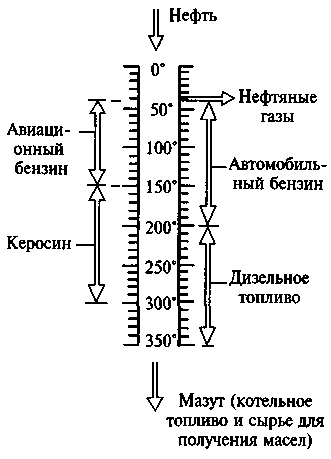 Нефть
0°
50°
100°
150°
200°
250°
300°
350°
Авиаци-
онный
бензин
Керосин
Нефтяные
газы
Автомобиль-
ный бензин
Дизельное
топливо
Мазут (котельное
топливо и сырье для
получения масел)